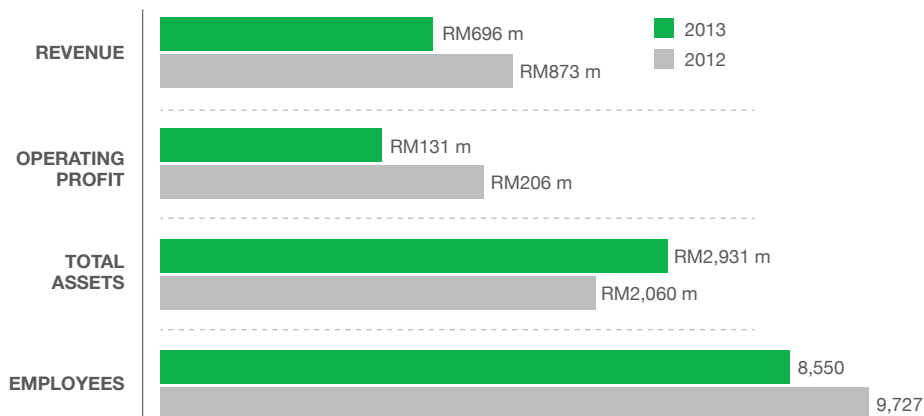 REVENUE
RM696 m
RM873 m
2013
2012
OPERATING
PROFIT
RM131 m
RM206 m
TOTAL
ASSETS
RM2,931 m
RM2,060 m
EMPLOYEES
8,550
9,727